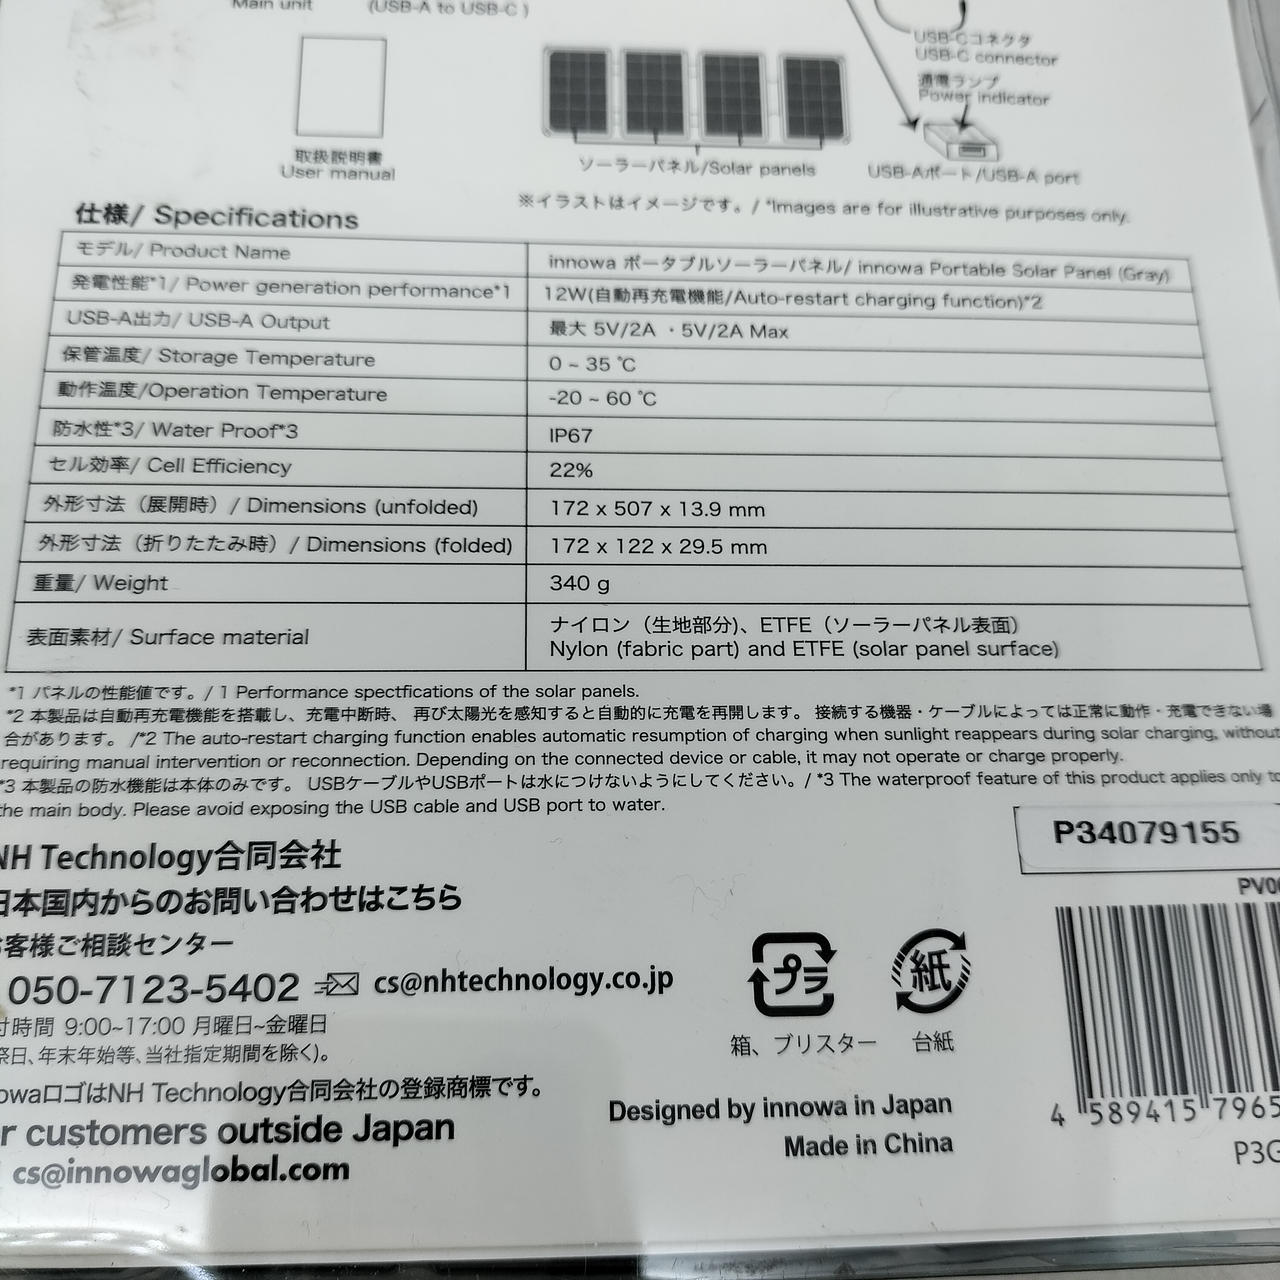 Main unit
(USB-A to USB-C )
USB-Cコネクタ
USB-C connector
通電ランプ
Power indicator
取扱説明書
User manual
ソーラーパネル/Solar panels
USB-Aポート/USB-A port
※イラストはイメージです。/ *Images are for illustrative purposes only.
仕様/ Specifications
モデル/ Product Name innowa ポータブルソーラーパネル/ innowa Portable Solar Panel (Gray)
発電性能*1/ Power generation performance*1 12W(自動再充電機能/Auto-restart charging function)*2
USB-A出力/ USB-A Output 最大 5V/2A ・5V/2A Max
保管温度/ Storage Temperature 0 ~ 35 ℃
動作温度/Operation Temperature -20 ~ 60 ℃
防水性*3/ Water Proof*3 IP67
セル効率/ Cell Efficiency 22%
外形寸法（展開時）/ Dimensions (unfolded) 172 x 507 x 13.9 mm
外形寸法（折りたたみ時）/ Dimensions (folded) 172 x 122 x 29.5 mm
重量/ Weight 340 g
表面素材/ Surface material ナイロン（生地部分）、ETFE（ソーラーパネル表面）
Nylon (fabric part) and ETFE (solar panel surface)
*1 パネルの性能値です。/ 1 Performance spectfications of the solar panels.
*2 本製品は自動再充電機能を搭載し、充電中断時、 再び太陽光を感知すると自動的に充電を再開します。 接続する機器・ケーブルによっては正常に動作・充電できない場
合があります。 /*2 The auto-restart charging function enables automatic resumption of charging when sunlight reappears during solar charging, without
requiring manual intervention or reconnection. Depending on the connected device or cable, it may not operate or charge properly.
*3 本製品の防水機能は本体のみです。 USBケーブルやUSBポートは水につけないようにしてください。/ *3 The waterproof feature of this product applies only to
the main body. Please avoid exposing the USB cable and USB port to water.
P34079155
PV00
NH Technology合同会社
日本国内からのお問い合わせはこちら
お客様ご相談センター
050-7123-5402 cs@nhtechnology.co.jp
付時間 9:00~17:00 月曜日~金曜日
祭日、年末年始等、当社指定期間を除く)。
owaロゴはNH Technology合同会社の登録商標です。
r customers outside Japan
cs@innowaglobal.com
プラ
紙
箱、ブリスター
台紙
Designed by innowa in Japan
Made in China
4 589415 7965
P3G